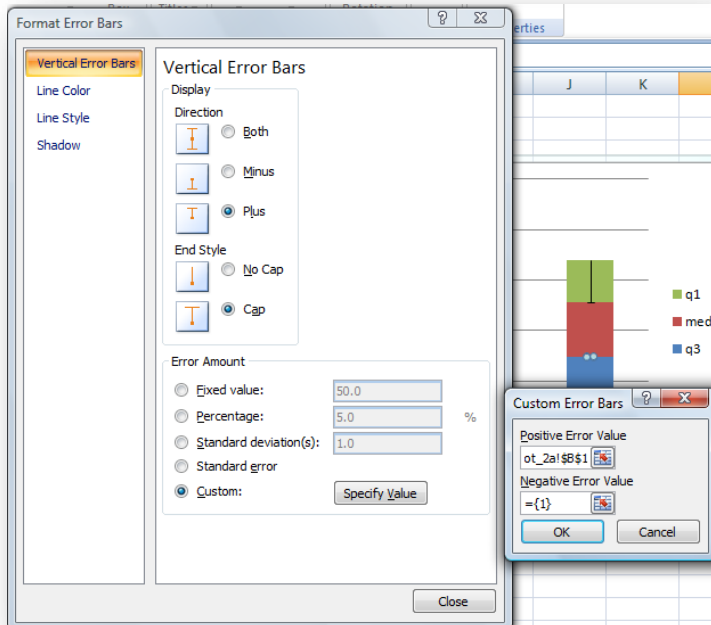 Format Error Bars
erties
Vertical Error Bars
Line Color
Line Style
Shadow
Vertical Error Bars
Display
Direction
Both
Minus
Plus
End Style
No Cap
Cap
Error Amount
Fixed value: 50.0
Percentage: 5.0 %
Standard deviation(s): 1.0
Standard error
Custom: Specify Value
Close
J K
q1
med
q3
Custom Error Bars
Positive Error Value
ot_2a!$B$1
Negative Error Value
={1}
OK Cancel